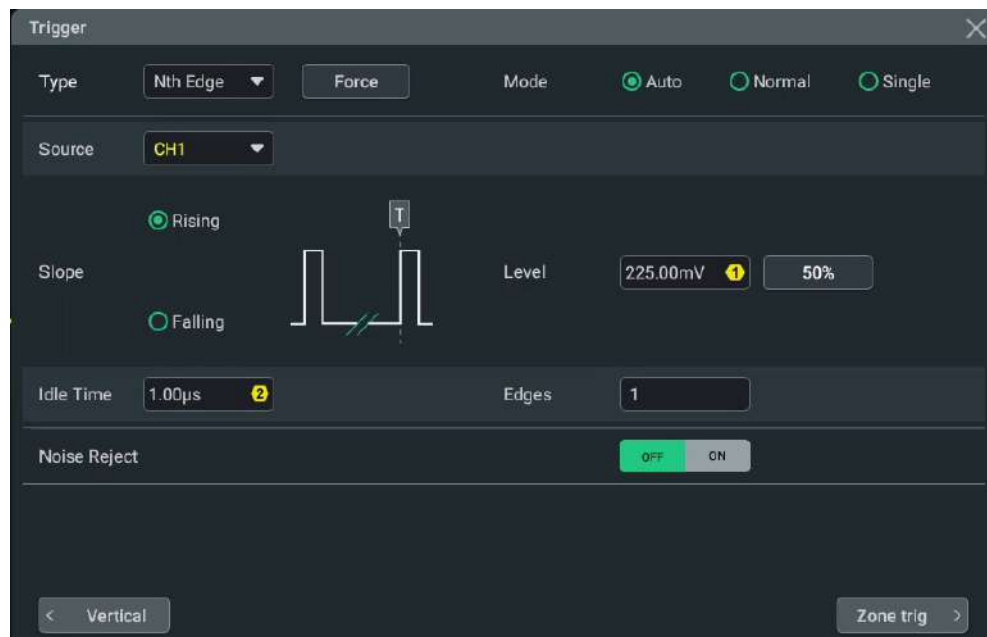 Trigger
Type Nth Edge Force Mode Auto Normal Single
Source CH1
Rising
T
Slope Level 225.00mV 1 50%
Falling
Idle Time 1.00µs 2 Edges 1
Noise Reject OFF ON
< Vertical Zone trig >